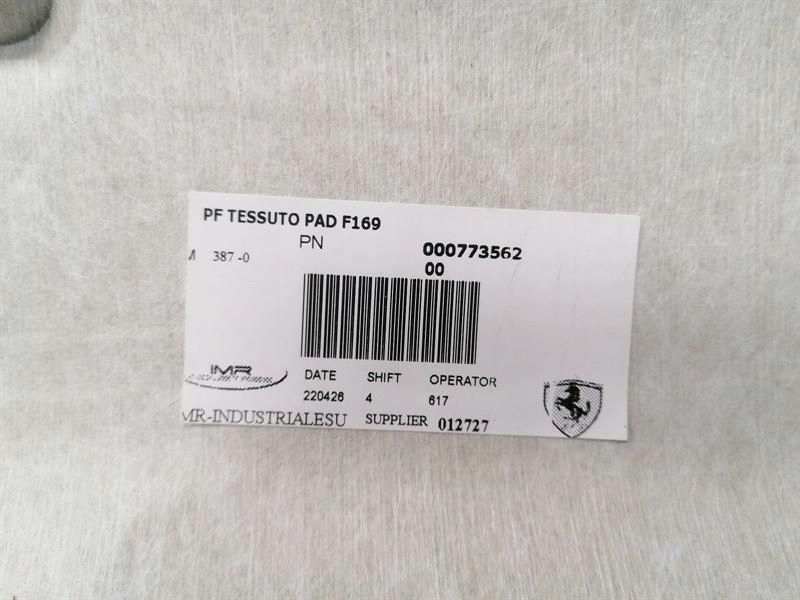 PF TESSUTO PAD F169
PN
000773562
00
M 387 -0
IMR
DATE SHIFT OPERATOR
220426 4 617
MR-INDUSTRIALESU SUPPLIER 012727